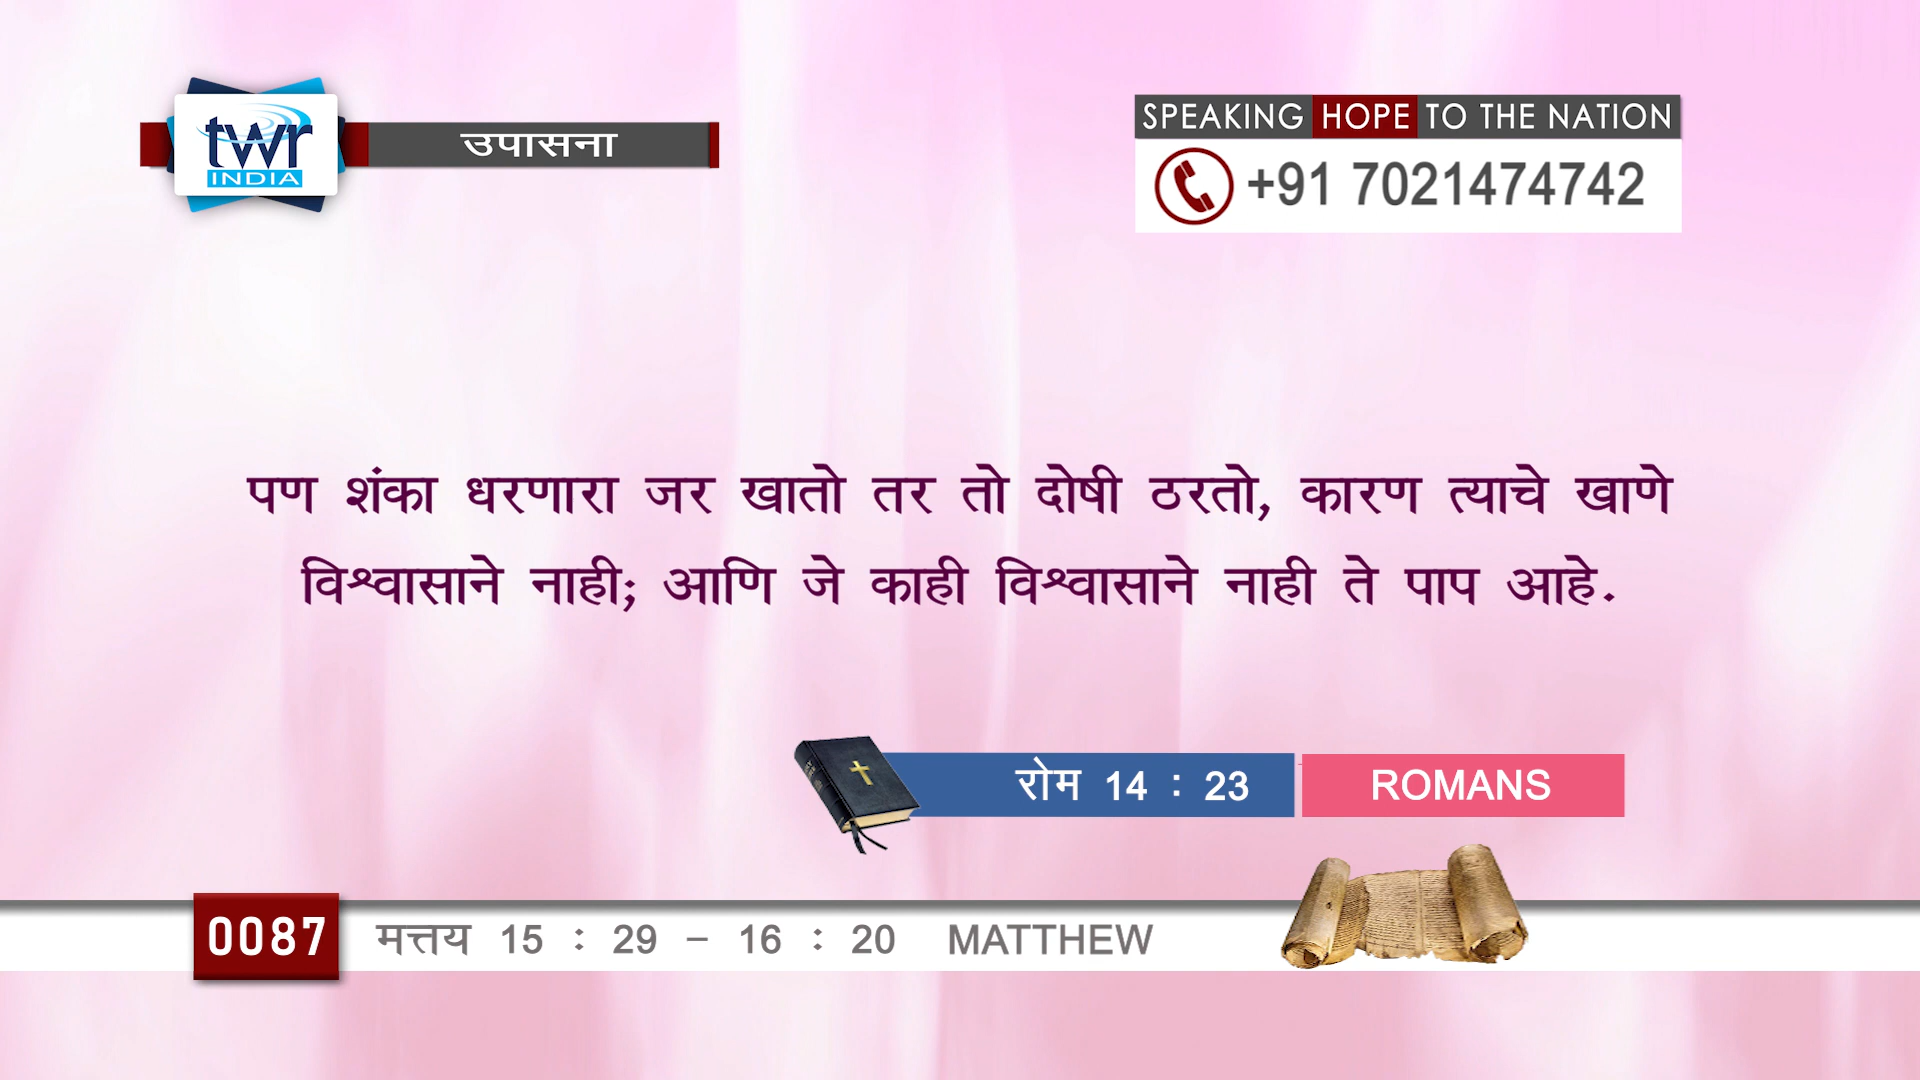 twr
INDIA
उपासना
SPEAKING HOPE TO THE NATION
+91 7021474742
पण शंका धरणारा जर खातो तर तो दोषी ठरतो, कारण त्याचे खाणे
विश्वासाने नाही; आणि जे काही विश्वासाने नाही ते पाप आहे.
रोम 14 : 23 ROMANS
0087 मत्तय 15 : 29 – 16 : 20 MATTHEW